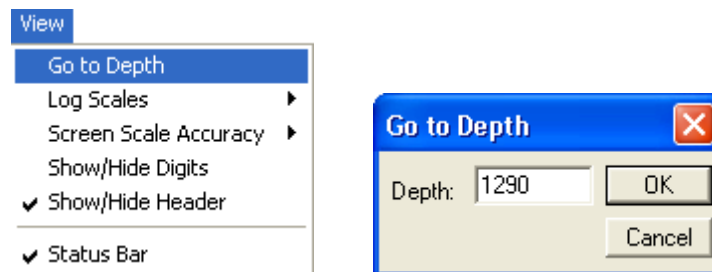 View
Go to Depth
Log Scales
Screen Scale Accuracy
Show/Hide Digits
Show/Hide Header
Status Bar
Go to Depth
Depth: 1290 OK
Cancel